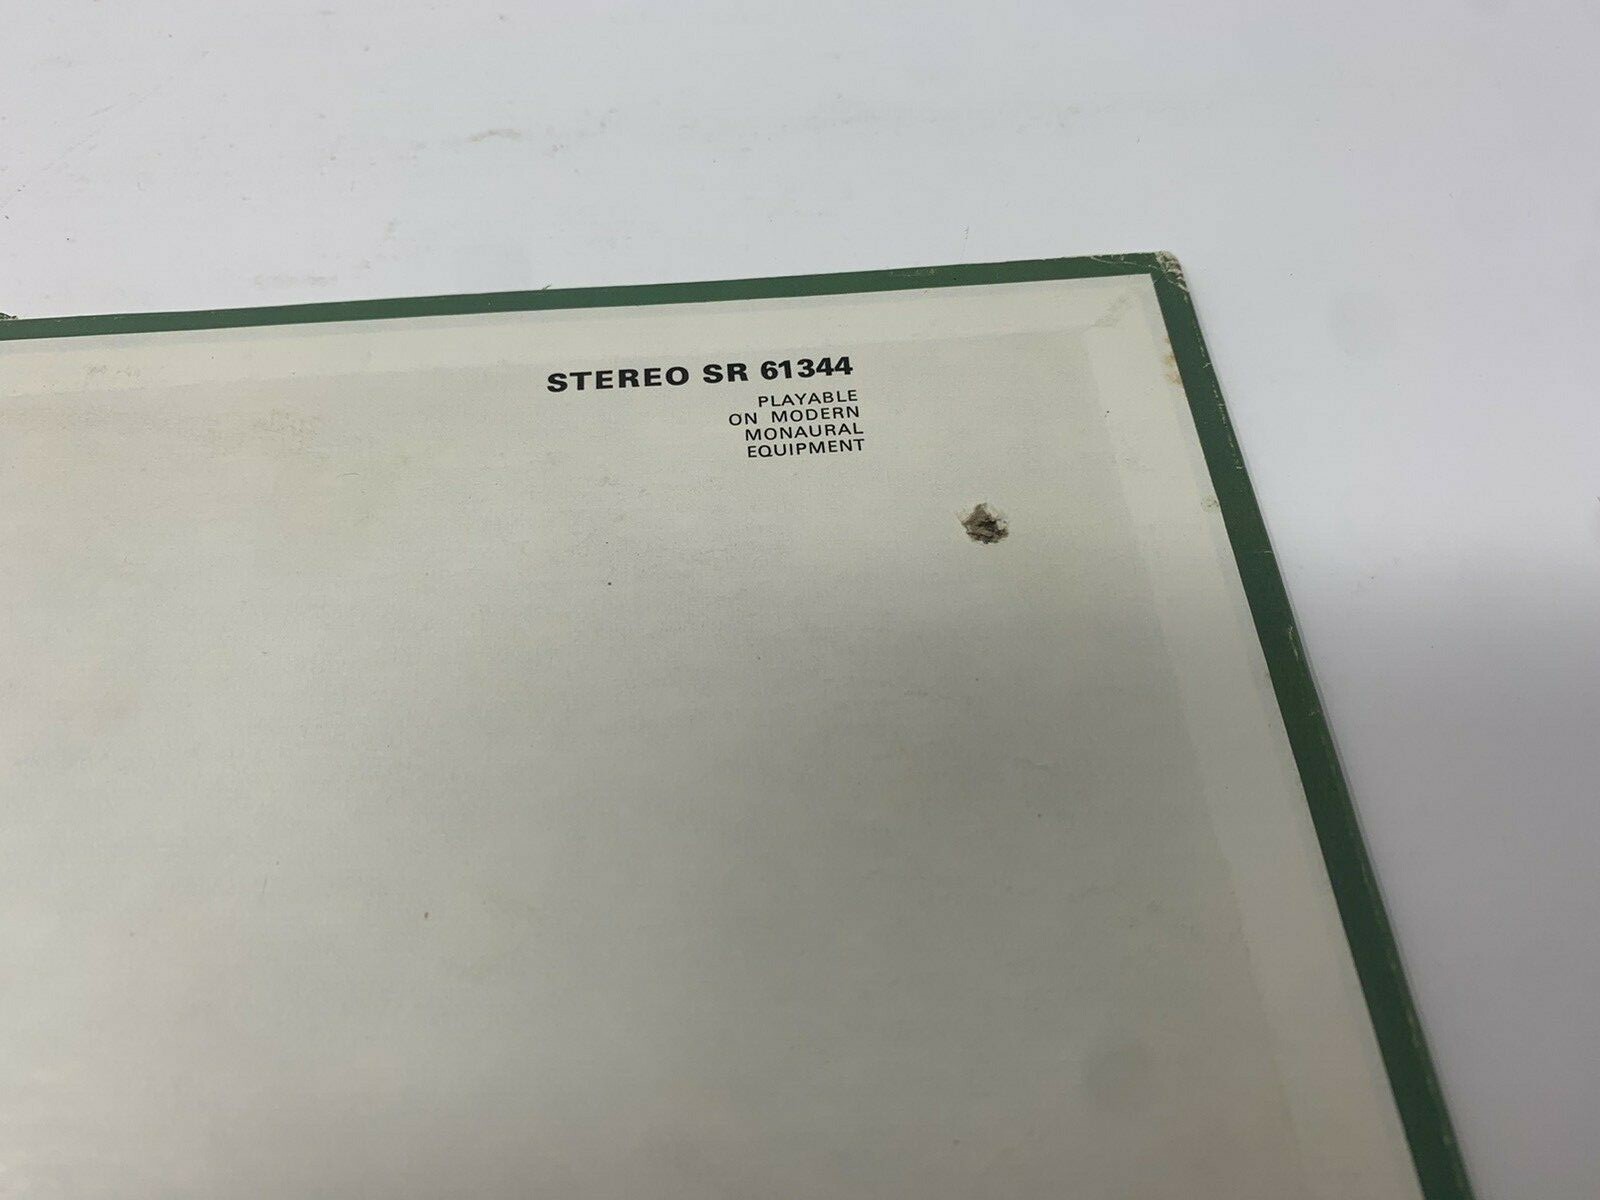 STEREO SR 61344
PLAYABLE
ON MODERN
MONAURAL
EQUIPMENT